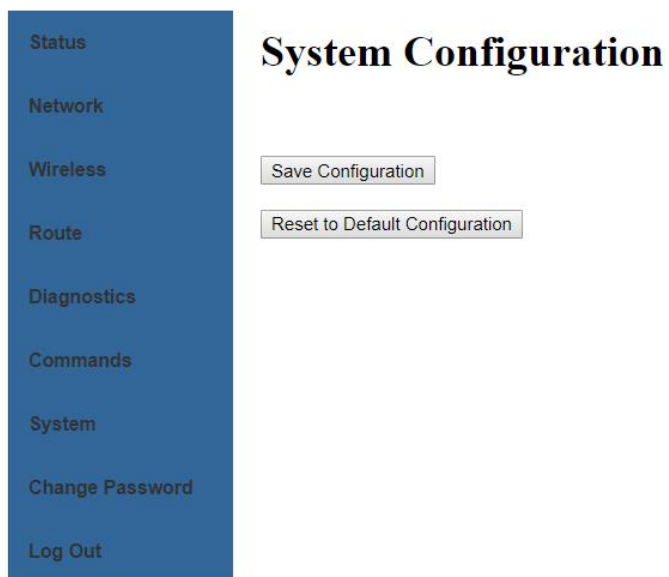 Status
Network
Wireless
Route
Diagnostics
Commands
System
Change Password
Log Out
System Configuration
Save Configuration
Reset to Default Configuration